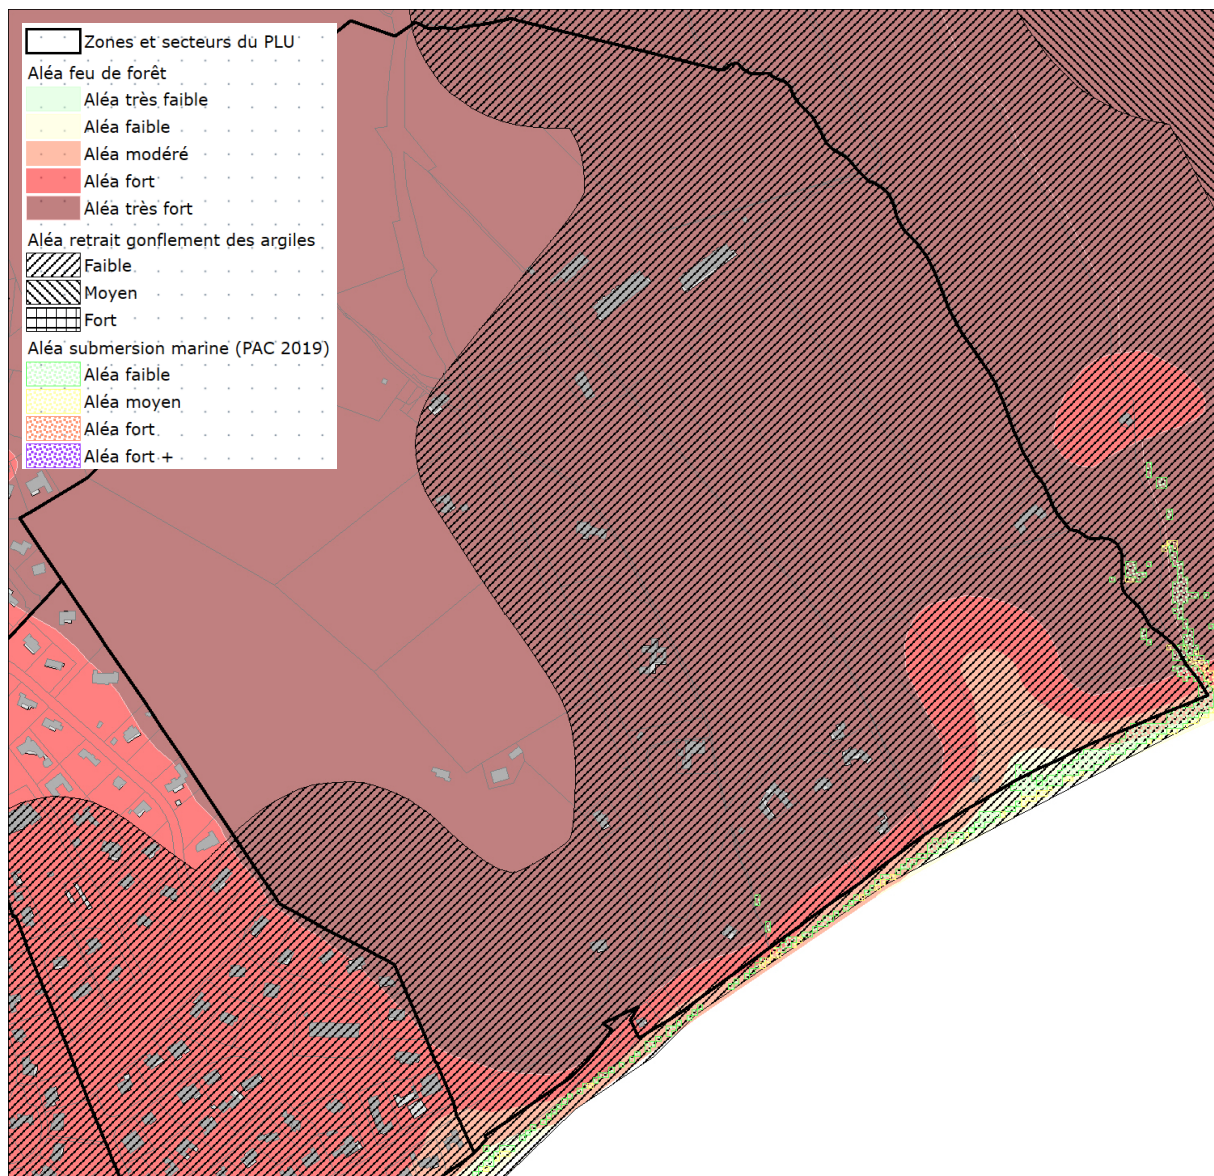 Zones et secteurs du PLU
Aléa feu de forêt
Aléa très faible
Aléa faible
Aléa modéré
Aléa fort
Aléa très fort
Aléa retrait gonflement des argiles
Faible
Moyen
Fort
Aléa submersion marine (PAC 2019)
Aléa faible
Aléa moyen
Aléa fort
Aléa fort +